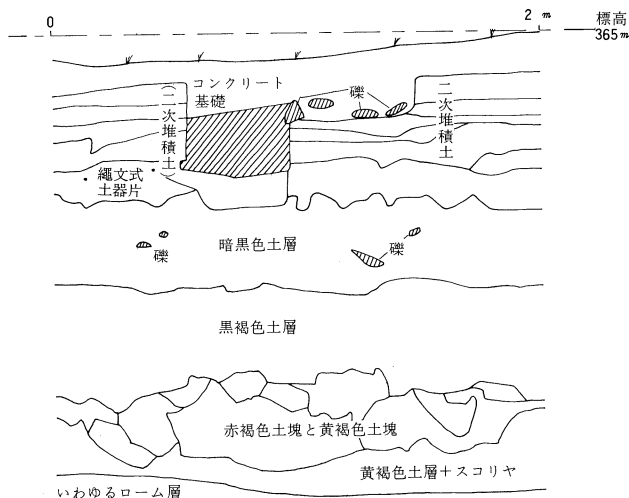 0
2 m
標高
365m
コンクリート
基礎
礫
(二次堆積土)
二次堆積土
縄文式
土器片
暗黒色土層
礫
礫
黒褐色土層
赤褐色土塊と黄褐色土塊
黄褐色土層+スコリヤ
いわゆるローム層